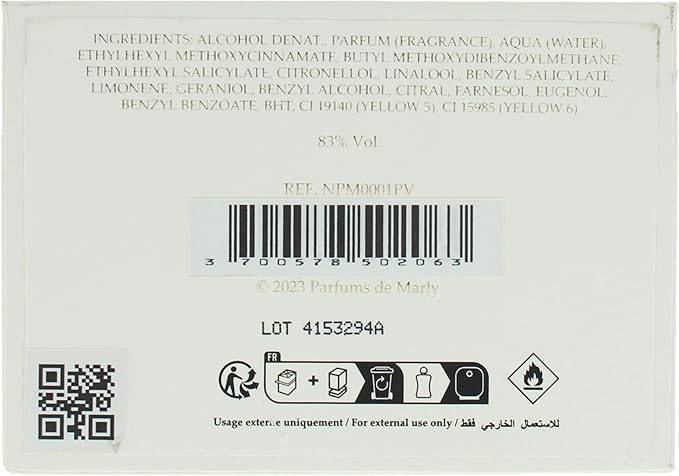 INGREDIENTS: ALCOHOL DENAT., PARFUM (FRAGRANCE), AQUA (WATER),
ETHYLHEXYL METHOXYCINNAMATE, BUTYL METHOXYDIBENZOYLMETHANE,
ETHYLHEXYL SALICYLATE, CITRONELLOL, LINALOOL, BENZYL SALICYLATE,
LIMONENE, GERANIOL, BENZYL ALCOHOL, CITRAL, FARNESOL, EUGENOL,
BENZYL BENZOATE, BHT, CI 19140 (YELLOW 5), CI 15985 (YELLOW 6)
83% Vol.
REF. NPM0001PV
3 700578 502063
© 2023 Parfums de Marly
LOT 4153294A
FR
Usage externe uniquement / For external use only / للاستعمال الخارجي فقط